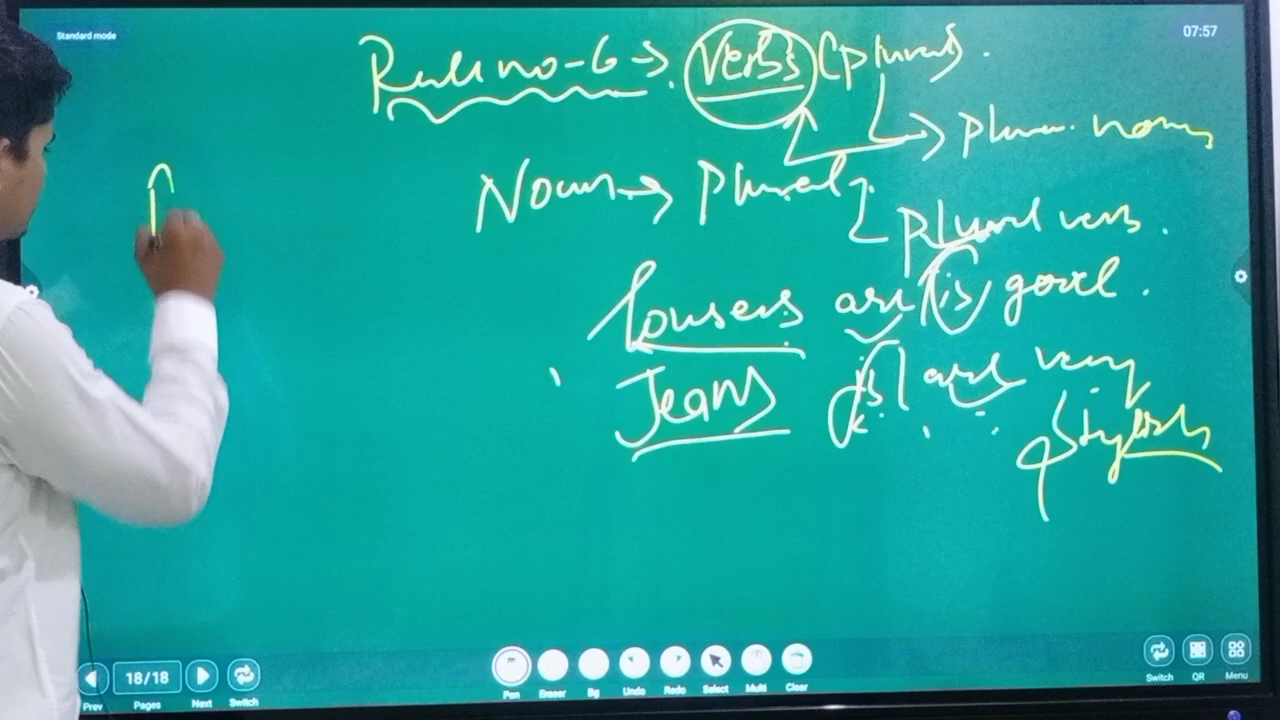 Standard mode
07:57
Rule no-6 → Verbs (plural).
→ plu. nouns
Noun → Plural
plural verb.
are is good.
Jeans is | are very
stylish
18/18
Prev Pages Next Switch Pen Eraser Bg Undo Redo Select Multi Clear Switch QR Menu